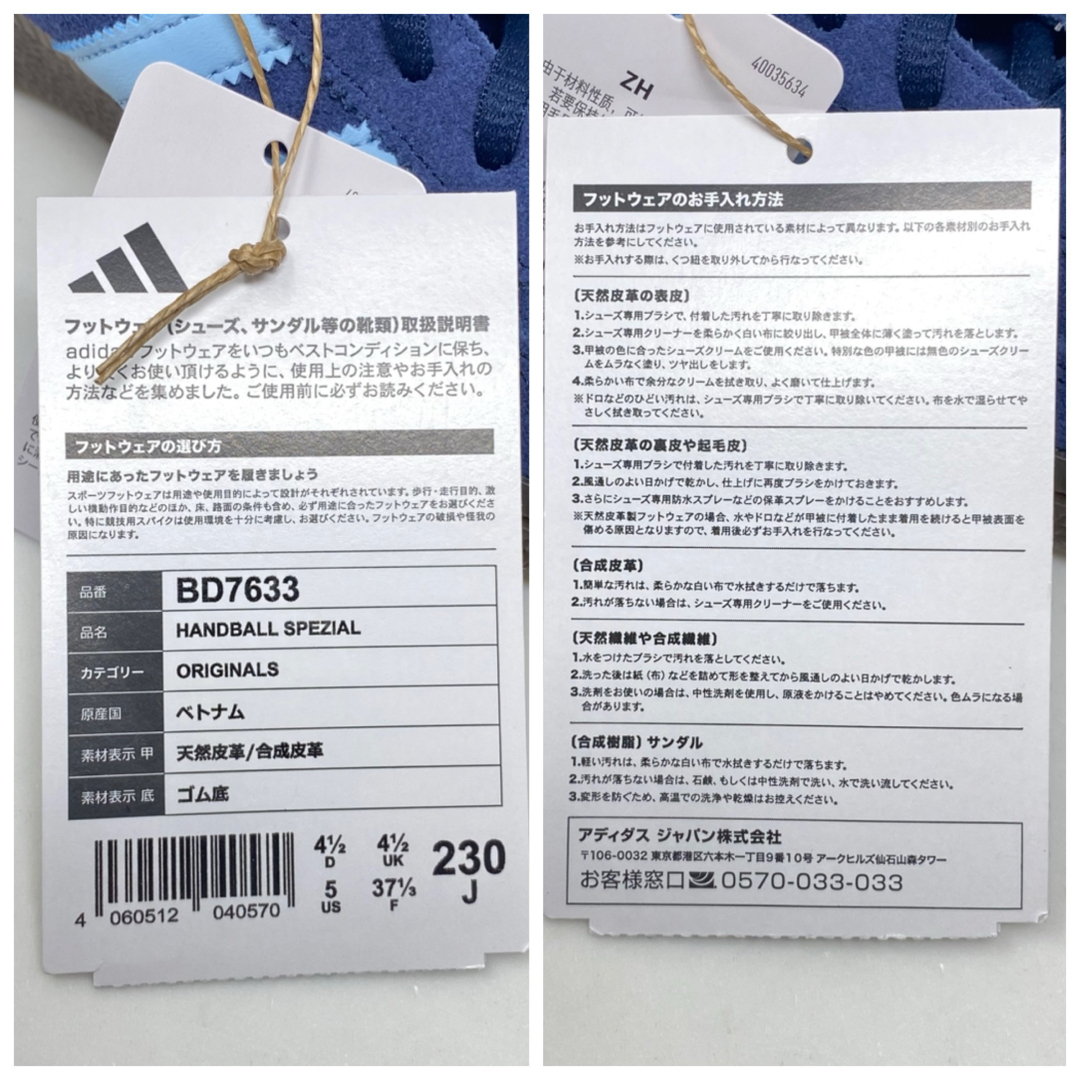 フットウェ (シューズ、サンダル等の靴類)取扱説明書
adida フットウェアをいつもベストコンディションに保ち、
より くお使い頂けるように、使用上の注意やお手入れの
方法などを集めました。ご使用前に必ずお読みください。
フットウェアの選び方
用途にあったフットウェアを履きましょう
スポーツフットウェアは用途や使用目的によって設計がそれぞれされています。歩行・走行目的、激
しい機動作目的などのほか、床、路面の条件も含め、必ず用途に合ったフットウェアをお選びくださ
い。特に競技用スパイクは使用環境を十分に考慮し、お選びください。フットウェアの破損や怪我の
原因になります。
品番 BD7633
品名 HANDBALL SPEZIAL
カテゴリー ORIGINALS
原産国 ベトナム
素材表示 甲 天然皮革/合成皮革
素材表示 底 ゴム底
4½ D 4½ UK 230 J
5 US 37⅓ F
4 060512 040570
40035634
ZH
由于材料性质,
若要保持
フットウェアのお手入れ方法
お手入れ方法はフットウェアに使用されている素材によって異なります。以下の各素材別のお手入れ
方法を参考にしてください。
※お手入れする際は、くつ紐を取り外してから行なってください。
〔天然皮革の表皮〕
1.シューズ専用ブラシで、付着した汚れを丁寧に取り除きます。
2.シューズ専用クリーナーを柔らかく白い布に絞り出し、甲被全体に薄く塗って汚れを落とします。
3.甲被の色に合ったシューズクリームをご使用ください。特別な色の甲被には無色のシューズクリー
ムをムラなく塗り、ツヤ出しをします。
4.柔らかい布で余分なクリームを拭き取り、よく磨いて仕上げます。
※ドロなどのひどい汚れは、シューズ専用ブラシで丁寧に取り除いてください。布を水で湿らせてや
さしく拭き取ってください。
〔天然皮革の裏皮や起毛皮〕
1.シューズ専用ブラシで付着した汚れを丁寧に取り除きます。
2.風通しのよい日かげで乾かし、仕上げに再度ブラシをかけておきます。
3.さらにシューズ専用防水スプレーなどの保革スプレーをかけることをおすすめします。
※天然皮革製フットウェアの場合、水やドロなどが甲被に付着したまま着用を続けると甲被表面を
傷める原因となりますので、着用後必ずお手入れを行なってください。
〔合成皮革〕
1.簡単な汚れは、柔らかな白い布で水拭きするだけで落ちます。
2.汚れが落ちない場合は、シューズ専用クリーナーをご使用ください。
〔天然繊維や合成繊維〕
1.水をつけたブラシで汚れを落としてください。
2.洗った後は紙(布)などを詰めて形を整えてから風通しのよい日かげで乾かします。
3.洗剤をお使いの場合は、中性洗剤を使用し、原液をかけることはやめてください。色ムラになる場
合があります。
〔合成樹脂〕サンダル
1.軽い汚れは、柔らかな白い布で水拭きするだけで落ちます。
2.汚れが落ちない場合は、石鹸、もしくは中性洗剤で洗い、水で洗い流してください。
3.変形を防ぐため、高温での洗浄や乾燥はお控えください。
アディダス ジャパン株式会社
〒106-0032 東京都港区六本木一丁目9番10号 アークヒルズ仙石山森タワー
お客様窓口 0570-033-033